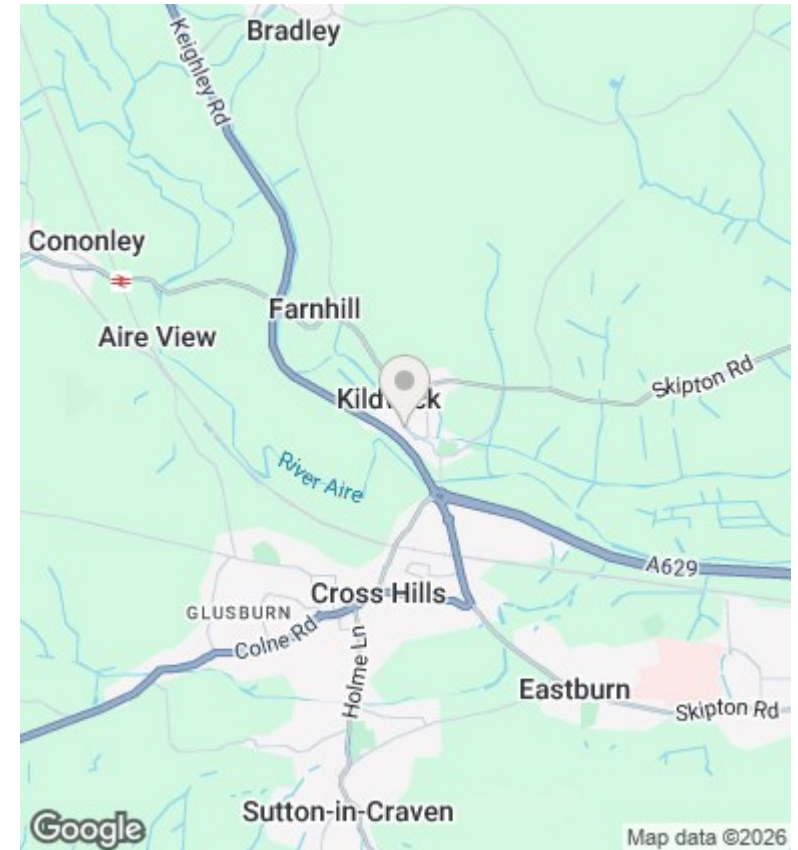 Bradley
Keighley Rd
Cononley
Farnhill
Aire View
Skipton Rd
River Aire
A629
Cross Hills
GLUSBURN
Colne Rd
Holme Ln
Eastburn
Skipton Rd
Sutton-in-Craven
Google
Map data ©2026